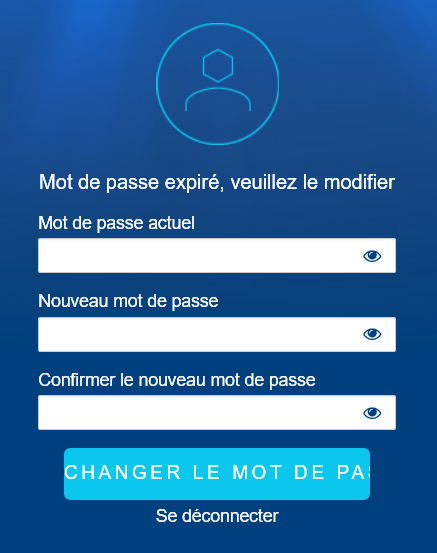 Mot de passe expiré, veuillez le modifier
Mot de passe actuel
Nouveau mot de passe
Confirmer le nouveau mot de passe
CHANGER LE MOT DE PAS
Se déconnecter